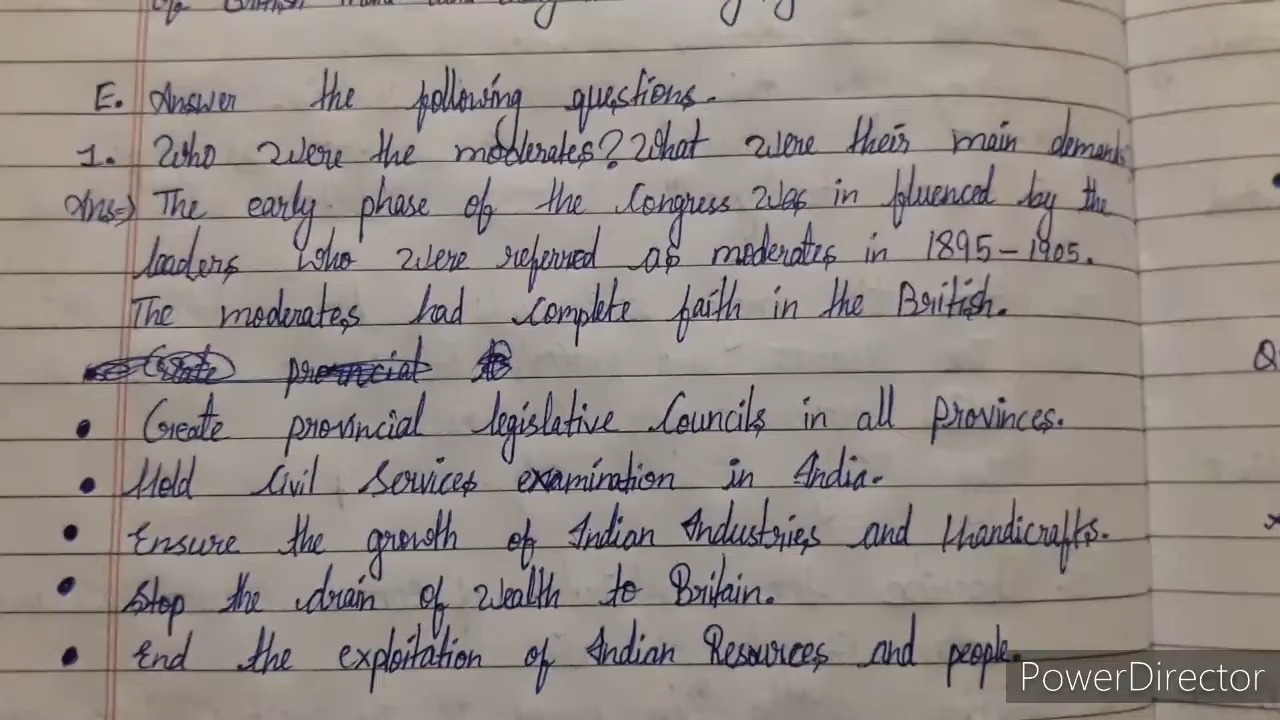 E. Answer the following questions.
1. Who were the moderates? What were their main demands
Ans=> The early phase of the Congress was in fluenced by the
leaders who were referred as moderates in 1895-1905.
The moderates had complete faith in the British.
• Create provincial legislative Councils in all provinces.
• Hold Civil Services examination in India.
• Ensure the growth of Indian Industries and Handicrafts.
• Stop the drain of wealth to Britain.
• End the exploitation of Indian Resources and people.
PowerDirector